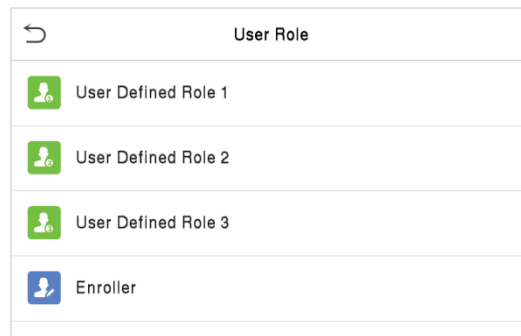 User Role
User Defined Role 1
User Defined Role 2
User Defined Role 3
Enroller